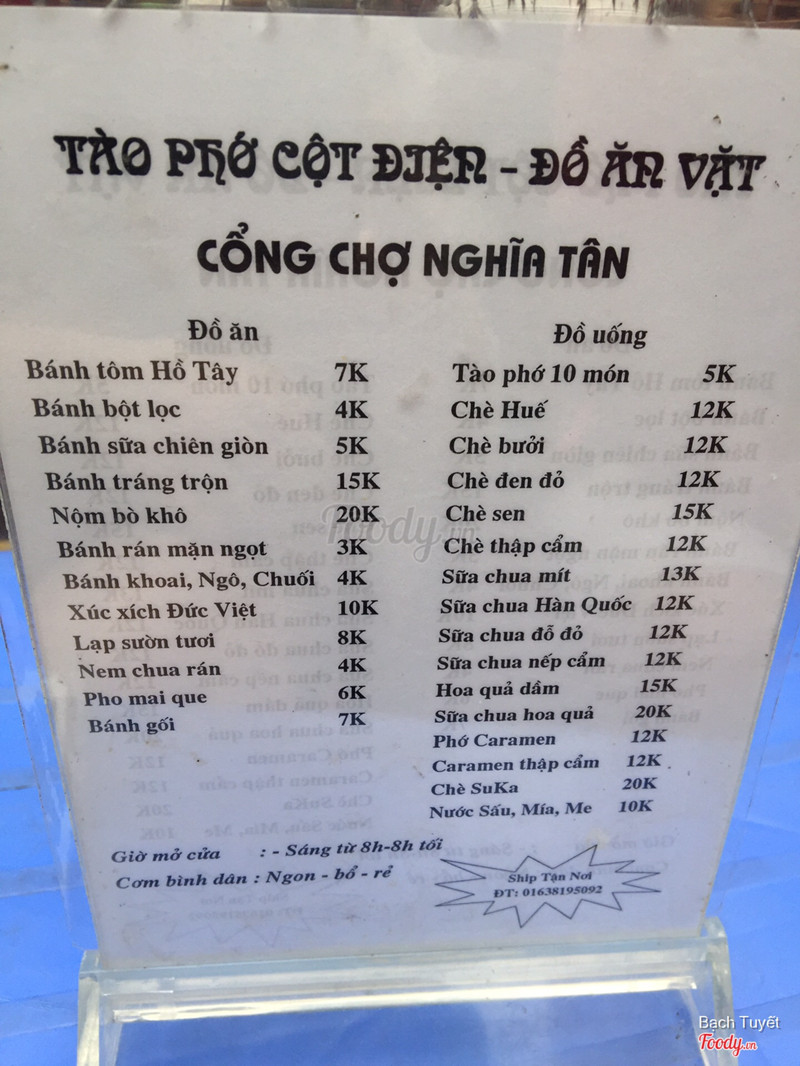 TÀO PHỚ CỘT ĐIỆN - ĐỒ ĂN VẶT
CỔNG CHỢ NGHĨA TÂN
Đồ ăn
Bánh tôm Hồ Tây 7K
Bánh bột lọc 4K
Bánh sữa chiên giòn 5K
Bánh tráng trộn 15K
Nộm bò khô 20K
Bánh rán mặn ngọt 3K
Bánh khoai, Ngô, Chuối 4K
Xúc xích Đức Việt 10K
Lạp sườn tươi 8K
Nem chua rán 4K
Pho mai que 6K
Bánh gối 7K
Đồ uống
Tào phớ 10 món 5K
Chè Huế 12K
Chè bưởi 12K
Chè đen đỏ 12K
Chè sen 15K
Chè thập cẩm 12K
Sữa chua mít 13K
Sữa chua Hàn Quốc 12K
Sữa chua đỗ đỏ 12K
Sữa chua nếp cẩm 12K
Hoa quả dầm 15K
Sữa chua hoa quả 20K
Phớ Caramen 12K
Caramen thập cẩm 12K
Chè SuKa 20K
Nước Sấu, Mía, Me 10K
Giờ mở cửa : - Sáng từ 8h-8h tối
Cơm bình dân : Ngon - bổ - rẻ
Ship Tận Nơi
ĐT: 01638195092
Foody.vn
Bạch Tuyết
Foody.vn